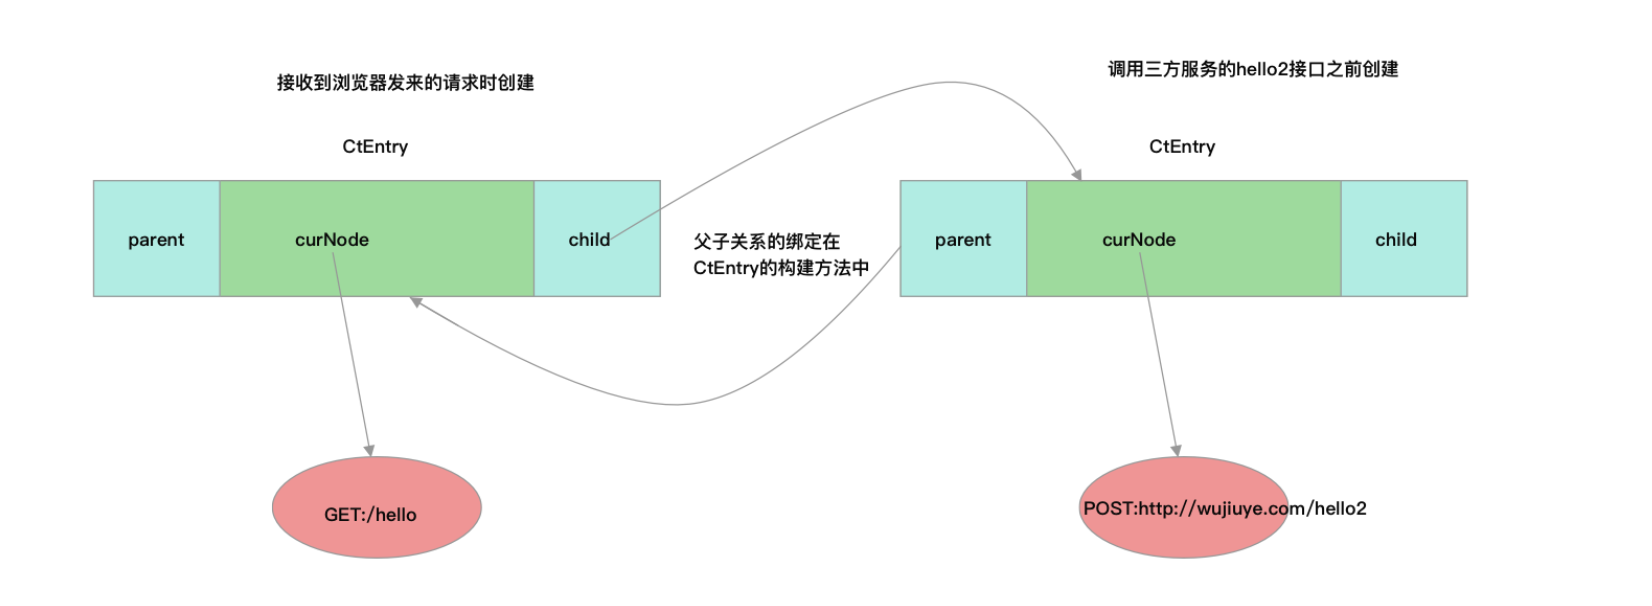 接收到浏览器发来的请求时创建
调用三方服务的hello2接口之前创建
CtEntry
CtEntry
parent
curNode
child
父子关系的绑定在
CtEntry的构建方法中
parent
curNode
child
GET:/hello
POST:http://wujiuye.com/hello2